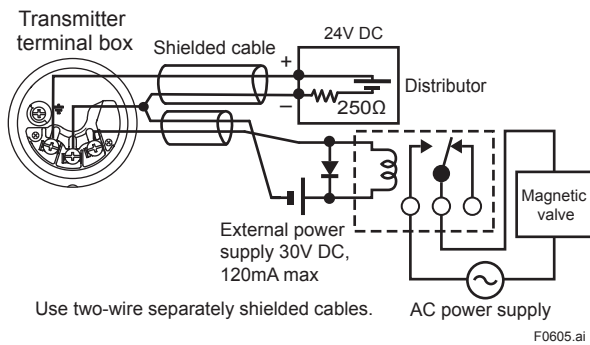 Transmitter
terminal box
Shielded cable
24V DC
+
−
250Ω
Distributor
External power
supply 30V DC,
120mA max
Magnetic
valve
Use two-wire separately shielded cables.
AC power supply
F0605.ai